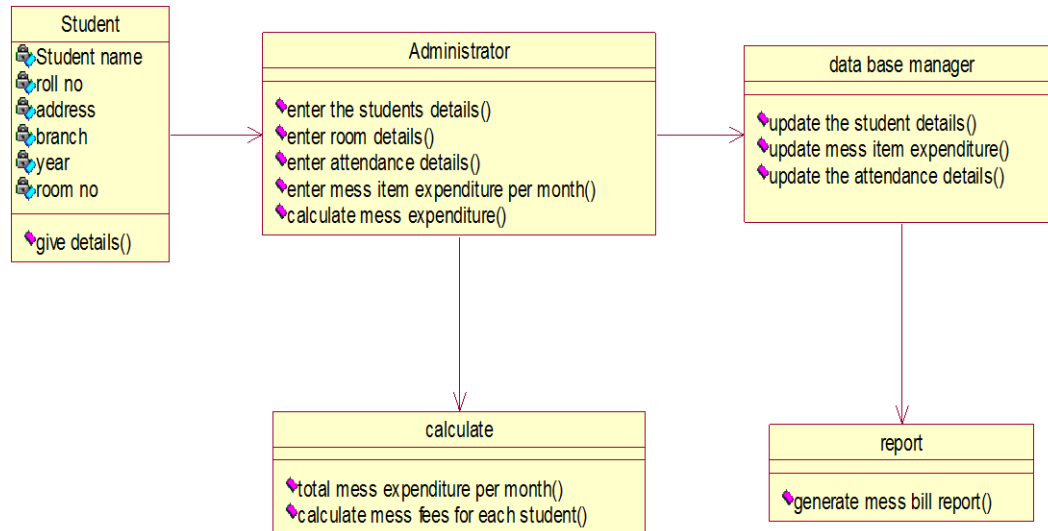 Student
Student name
roll no
address
branch
year
room no
give details()
Administrator
enter the students details()
enter room details()
enter attendance details()
enter mess item expenditure per month()
calculate mess expenditure()
data base manager
update the student details()
update mess item expenditure()
update the attendance details()
calculate
total mess expenditure per month()
calculate mess fees for each student()
report
generate mess bill report()